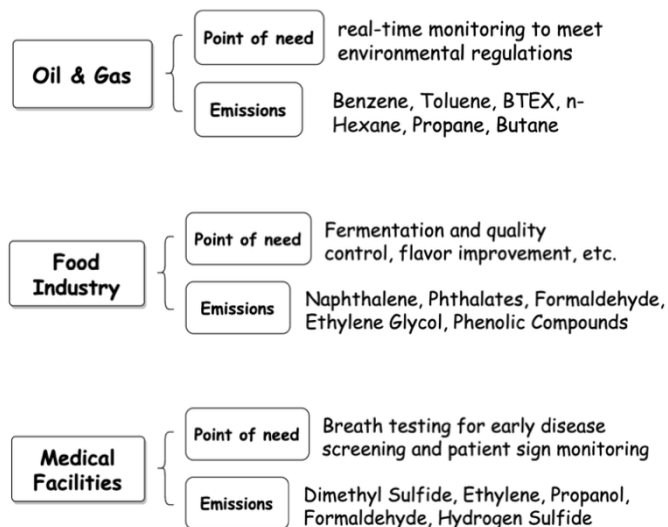 Oil & Gas
Point of need
real-time monitoring to meet
environmental regulations
Emissions
Benzene, Toluene, BTEX, n-
Hexane, Propane, Butane
Food
Industry
Point of need
Fermentation and quality
control, flavor improvement, etc.
Emissions
Naphthalene, Phthalates, Formaldehyde,
Ethylene Glycol, Phenolic Compounds
Medical
Facilities
Point of need
Breath testing for early disease
screening and patient sign monitoring
Emissions
Dimethyl Sulfide, Ethylene, Propanol,
Formaldehyde, Hydrogen Sulfide